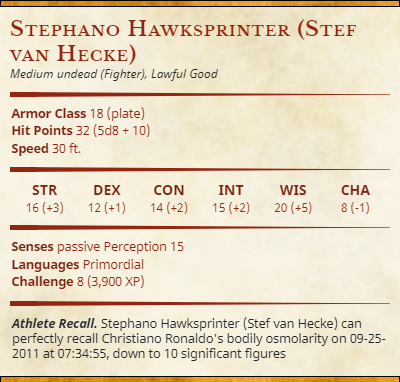 Stephano Hawksprinter (Stef
van Hecke)
Medium undead (Fighter), Lawful Good
Armor Class 18 (plate)
Hit Points 32 (5d8 + 10)
Speed 30 ft.
STR DEX CON INT WIS CHA
16 (+3) 12 (+1) 14 (+2) 15 (+2) 20 (+5) 8 (-1)
Senses passive Perception 15
Languages Primordial
Challenge 8 (3,900 XP)
Athlete Recall. Stephano Hawksprinter (Stef van Hecke) can
perfectly recall Christiano Ronaldo's bodily osmolarity on 09-25-
2011 at 07:34:55, down to 10 significant figures